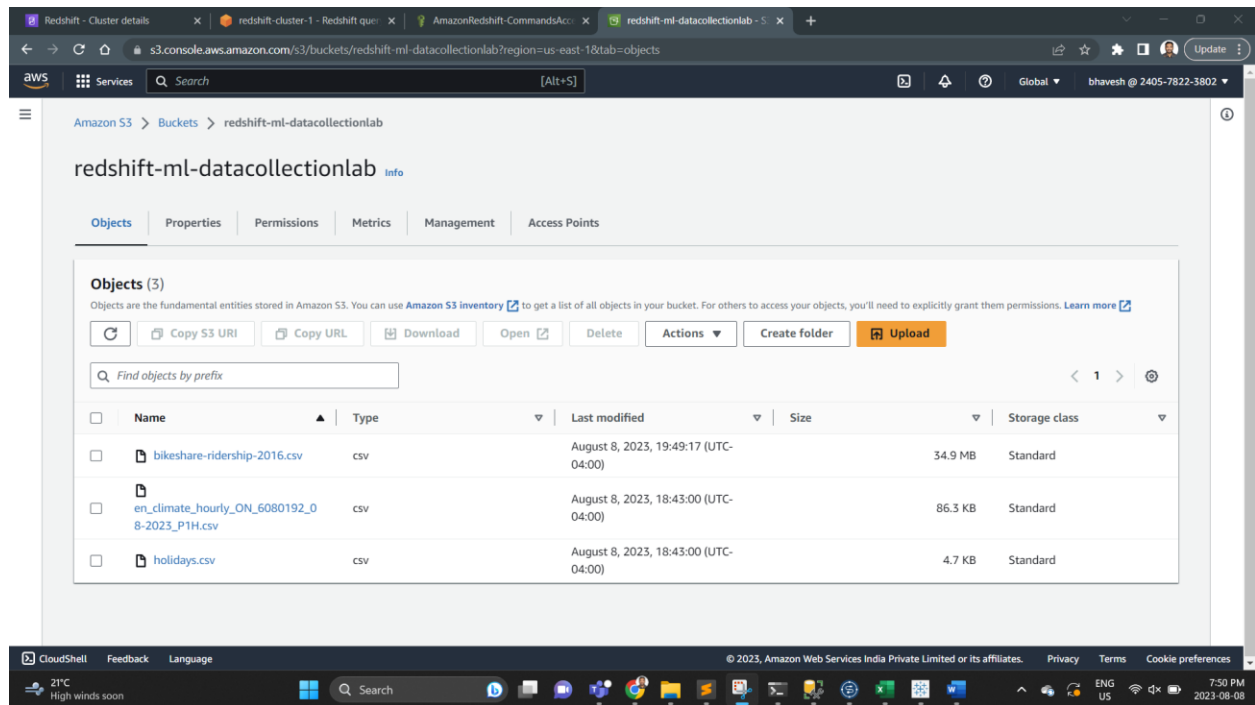 Redshift - Cluster details
redshift-cluster-1 - Redshift quer
AmazonRedshift-CommandsAcc
redshift-ml-datacollectionlab - S
s3.console.aws.amazon.com/s3/buckets/redshift-ml-datacollectionlab?region=us-east-1&tab=objects
Update
aws
Services
Search
[Alt+S]
Global
bhavesh @ 2405-7822-3802
Amazon S3 > Buckets > redshift-ml-datacollectionlab
redshift-ml-datacollectionlab Info
Objects
Properties
Permissions
Metrics
Management
Access Points
Objects (3)
Objects are the fundamental entities stored in Amazon S3. You can use Amazon S3 inventory to get a list of all objects in your bucket. For others to access your objects, you'll need to explicitly grant them permissions. Learn more
Copy S3 URI
Copy URL
Download
Open
Delete
Actions
Create folder
Upload
Find objects by prefix
< 1 >
Name
Type
Last modified
Size
Storage class
bikeshare-ridership-2016.csv
csv
August 8, 2023, 19:49:17 (UTC-
04:00)
34.9 MB
Standard
en_climate_hourly_ON_6080192_0
8-2023_P1H.csv
csv
August 8, 2023, 18:43:00 (UTC-
04:00)
86.3 KB
Standard
holidays.csv
csv
August 8, 2023, 18:43:00 (UTC-
04:00)
4.7 KB
Standard
CloudShell
Feedback
Language
© 2023, Amazon Web Services India Private Limited or its affiliates.
Privacy
Terms
Cookie preferences
21°C
High winds soon
Search
ENG
US
7:50 PM
2023-08-08